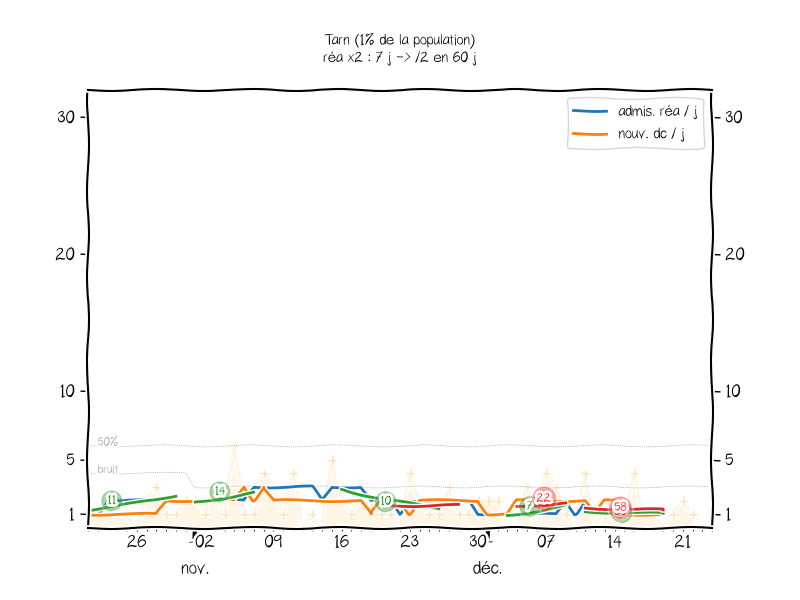 Tarn (1% de la population)
réa x2 : 7 j -> /2 en 60 j
admis. réa / j
nouv. dc / j
30 30
20 20
10 10
50%
5 5
bruit
11 14 10 7 22 58
1 1
26 02 09 16 23 30 07 14 21
nov. déc.